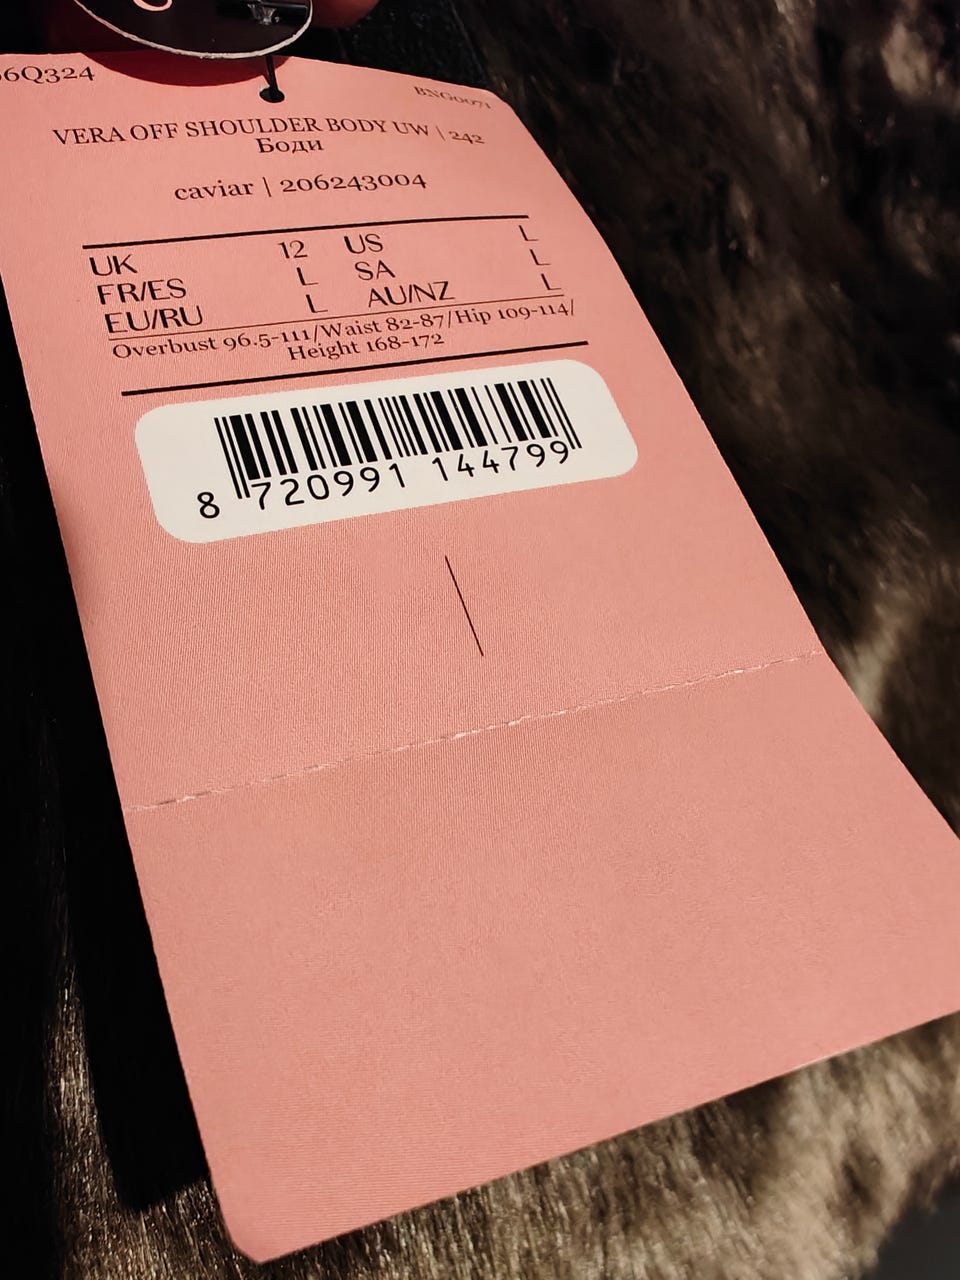 6Q324
BNG0071
VERA OFF SHOULDER BODY UW | 242
Боди
caviar | 206243004
UK 12 US L
FR/ES L SA L
EU/RU L AU/NZ L
Overbust 96.5-111/Waist 82-87/Hip 109-114/
Height 168-172
8 720991 144799